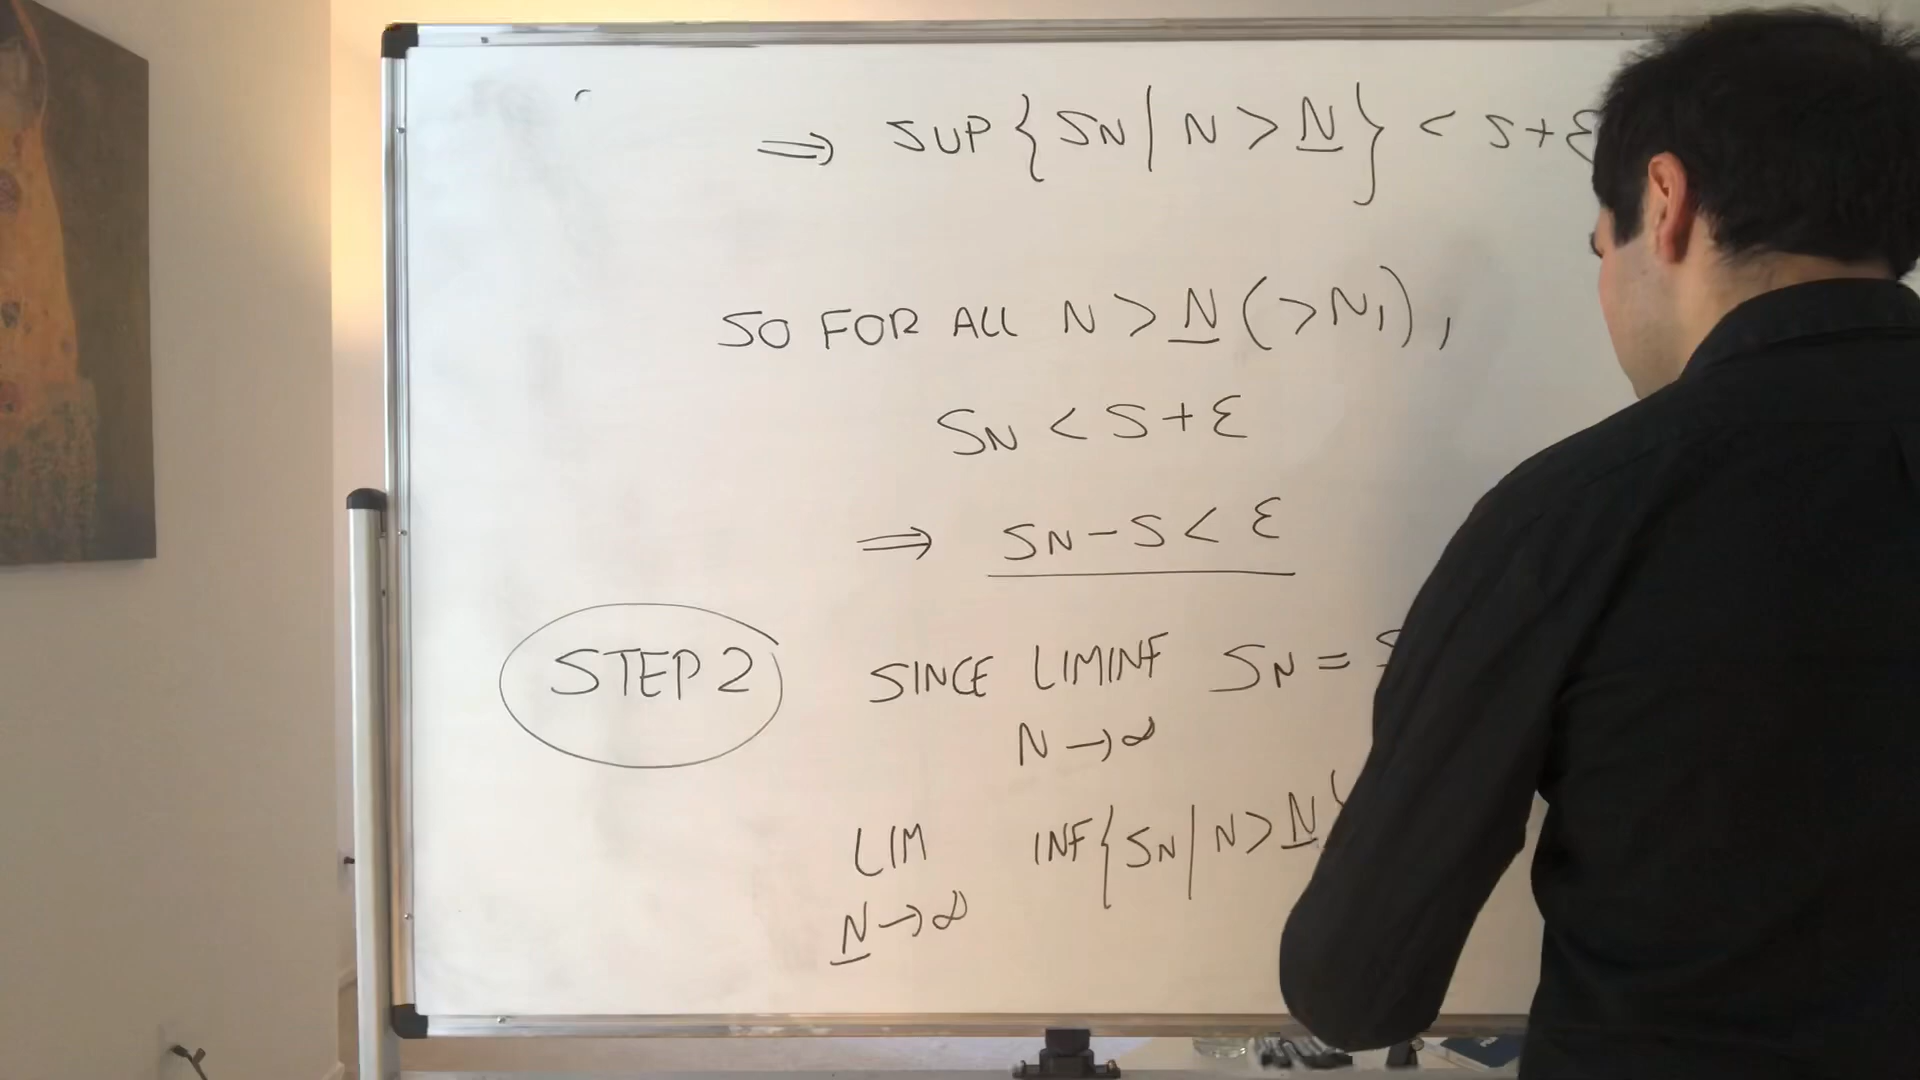 ⇒ SUP { SN | N > N̲ } < S + ε
SO FOR ALL N > N̲ ( > N1 ) ,
SN < S + ε
⇒ SN − S < ε
STEP 2 SINCE LIMINF SN = S
N → ∞
LIM INF { SN | N > N̲ }
N̲ → ∞